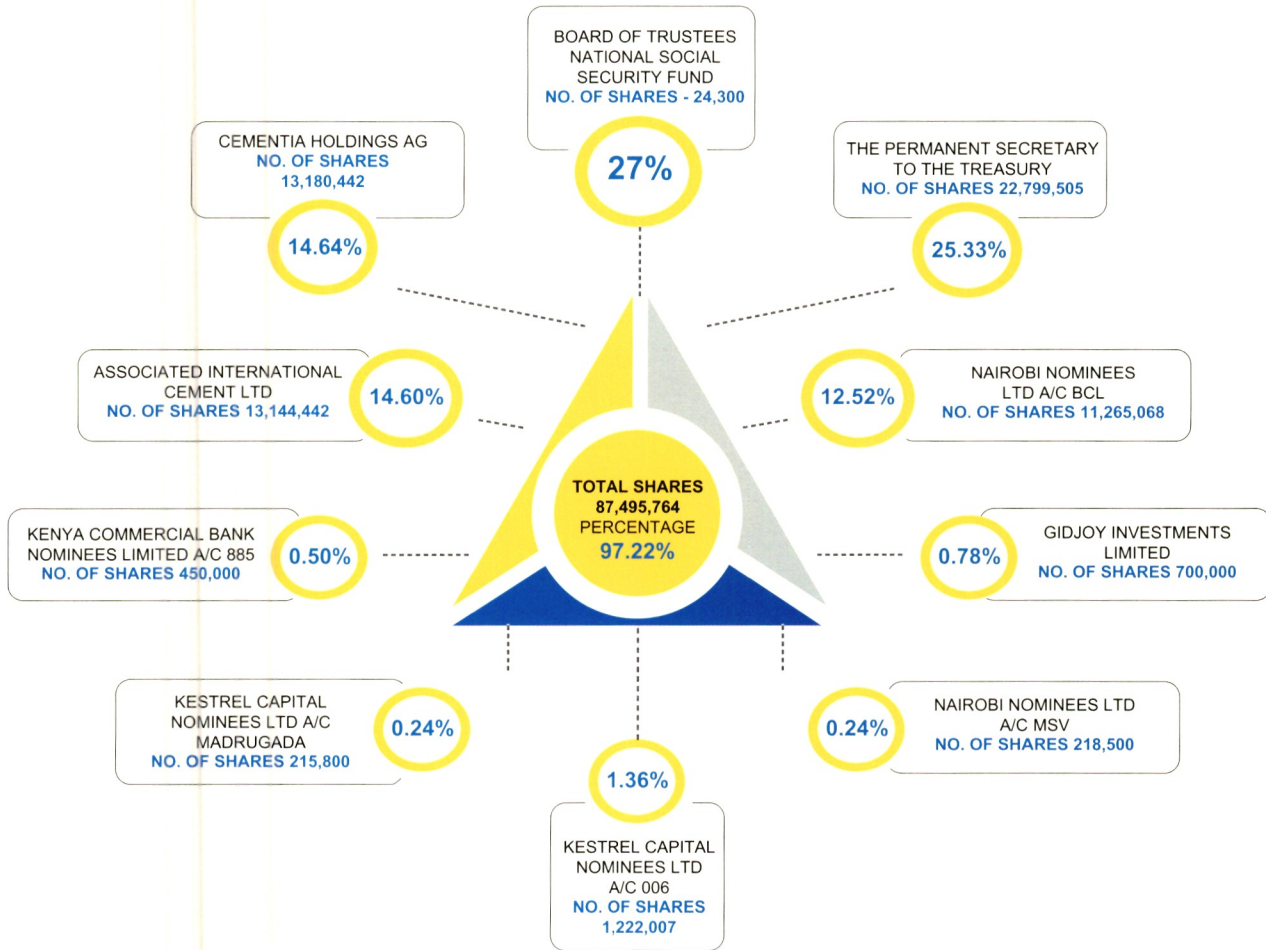 BOARD OF TRUSTEES
NATIONAL SOCIAL
SECURITY FUND
NO. OF SHARES - 24,300
27%
CEMENTIA HOLDINGS AG
NO. OF SHARES
13,180,442
14.64%
THE PERMANENT SECRETARY
TO THE TREASURY
NO. OF SHARES 22,799,505
25.33%
ASSOCIATED INTERNATIONAL
CEMENT LTD
NO. OF SHARES 13,144,442
14.60%
12.52%
NAIROBI NOMINEES
LTD A/C BCL
NO. OF SHARES 11,265,068
TOTAL SHARES
87,495,764
PERCENTAGE
97.22%
KENYA COMMERCIAL BANK
NOMINEES LIMITED A/C 885
NO. OF SHARES 450,000
0.50%
0.78%
GIDJOY INVESTMENTS
LIMITED
NO. OF SHARES 700,000
KESTREL CAPITAL
NOMINEES LTD A/C
MADRUGADA
NO. OF SHARES 215,800
0.24%
0.24%
NAIROBI NOMINEES LTD
A/C MSV
NO. OF SHARES 218,500
1.36%
KESTREL CAPITAL
NOMINEES LTD
A/C 006
NO. OF SHARES
1,222,007